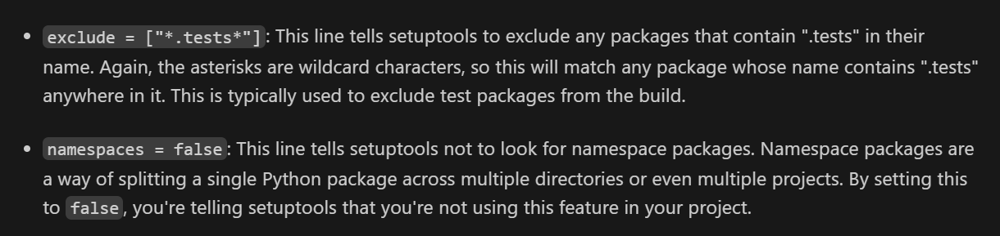 • exclude = ["*.tests*"]: This line tells setuptools to exclude any packages that contain ".tests" in their
name. Again, the asterisks are wildcard characters, so this will match any package whose name contains ".tests"
anywhere in it. This is typically used to exclude test packages from the build.
• namespaces = false: This line tells setuptools not to look for namespace packages. Namespace packages are
a way of splitting a single Python package across multiple directories or even multiple projects. By setting this
to false, you're telling setuptools that you're not using this feature in your project.